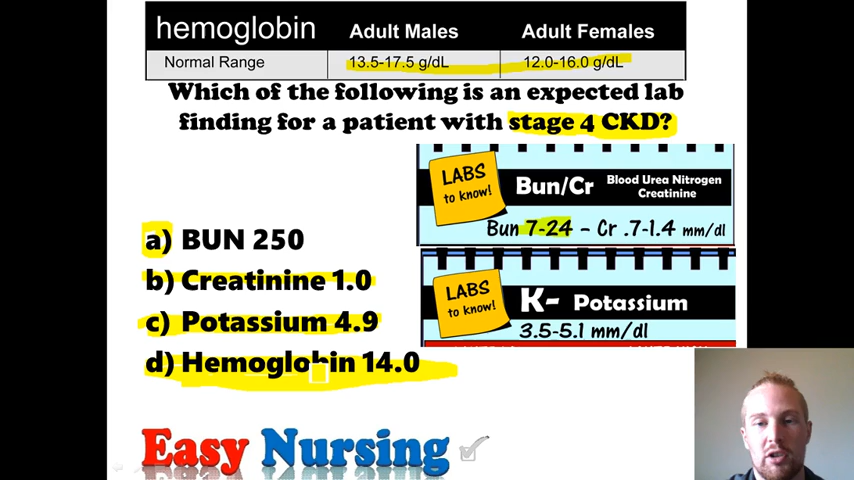 hemoglobin Adult Males Adult Females
Normal Range 13.5-17.5 g/dL 12.0-16.0 g/dL
Which of the following is an expected lab
finding for a patient with stage 4 CKD?
LABS
to know!
Bun/Cr
Blood Urea Nitrogen
Creatinine
Bun 7-24 - Cr .7-1.4 mm/dl
a) BUN 250
b) Creatinine 1.0
c) Potassium 4.9
d) Hemoglobin 14.0
LABS
to know!
K- Potassium
3.5-5.1 mm/dl
Easy Nursing